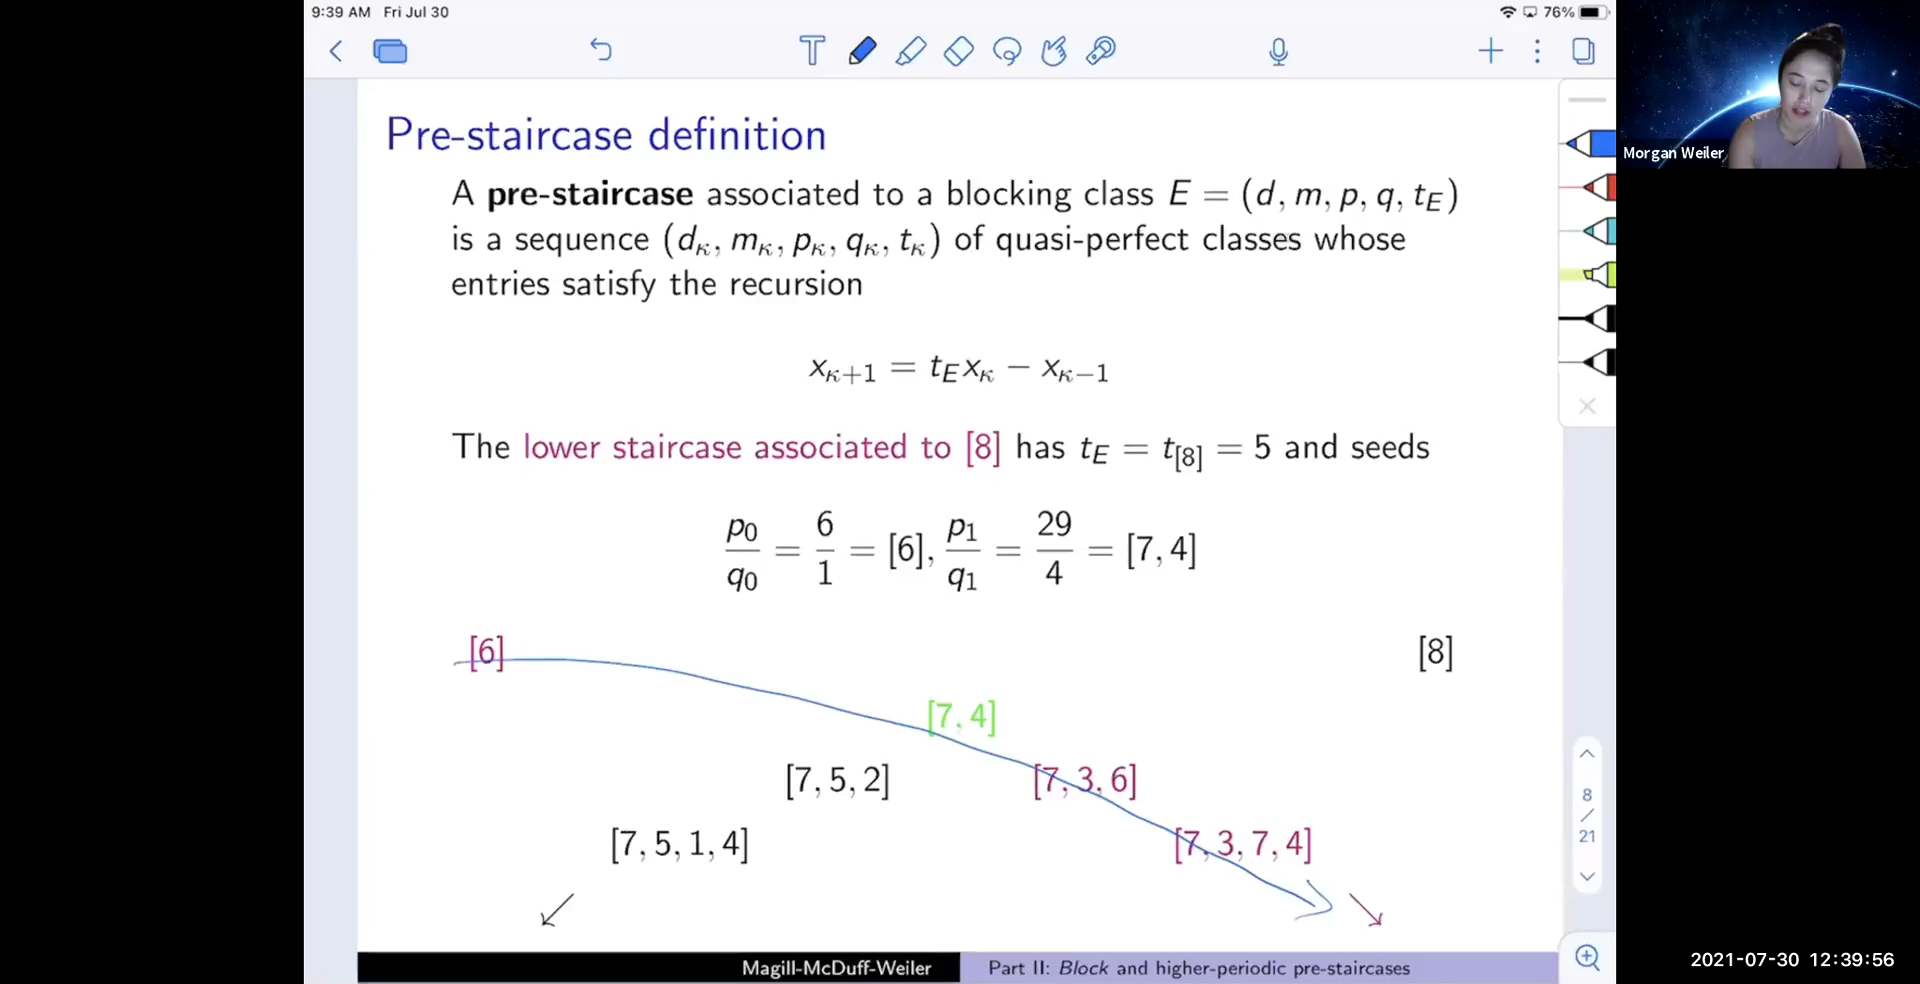 9:39 AM Fri Jul 30
76%
Morgan Weiler
Pre-staircase definition
A pre-staircase associated to a blocking class E = (d, m, p, q, t_E)
is a sequence (d_κ, m_κ, p_κ, q_κ, t_κ) of quasi-perfect classes whose
entries satisfy the recursion
x_{κ+1} = t_E x_κ − x_{κ−1}
The lower staircase associated to [8] has t_E = t_{[8]} = 5 and seeds
p_0/q_0 = 6/1 = [6], p_1/q_1 = 29/4 = [7, 4]
[6] [8]
[7, 4]
[7, 5, 2] [7, 3, 6]
[7, 5, 1, 4] [7, 3, 7, 4]
8
/
21
Magill-McDuff-Weiler Part II: Block and higher-periodic pre-staircases
2021-07-30 12:39:56